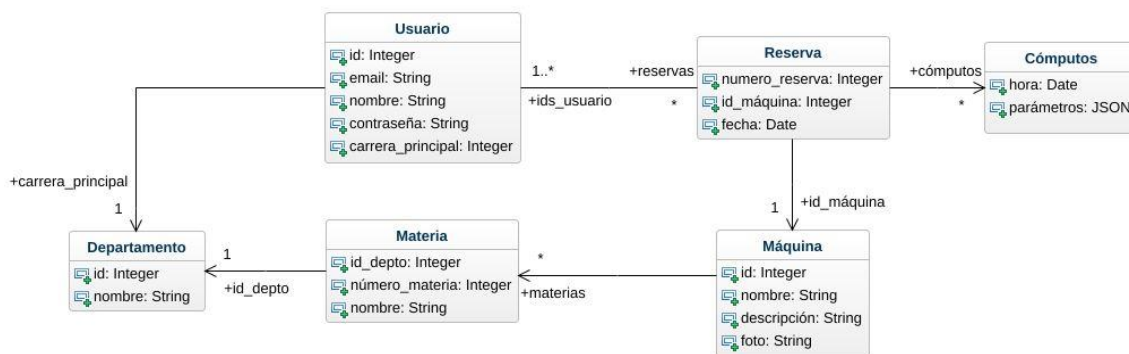 Usuario
id: Integer
email: String
nombre: String
contraseña: String
carrera_principal: Integer
1..*
+ids_usuario
+reservas
*
Reserva
numero_reserva: Integer
id_máquina: Integer
fecha: Date
+cómputos
*
Cómputos
hora: Date
parámetros: JSON
+carrera_principal
1
+id_máquina
1
Departamento
id: Integer
nombre: String
1
+id_depto
Materia
id_depto: Integer
número_materia: Integer
nombre: String
*
+materias
Máquina
id: Integer
nombre: String
descripción: String
foto: String